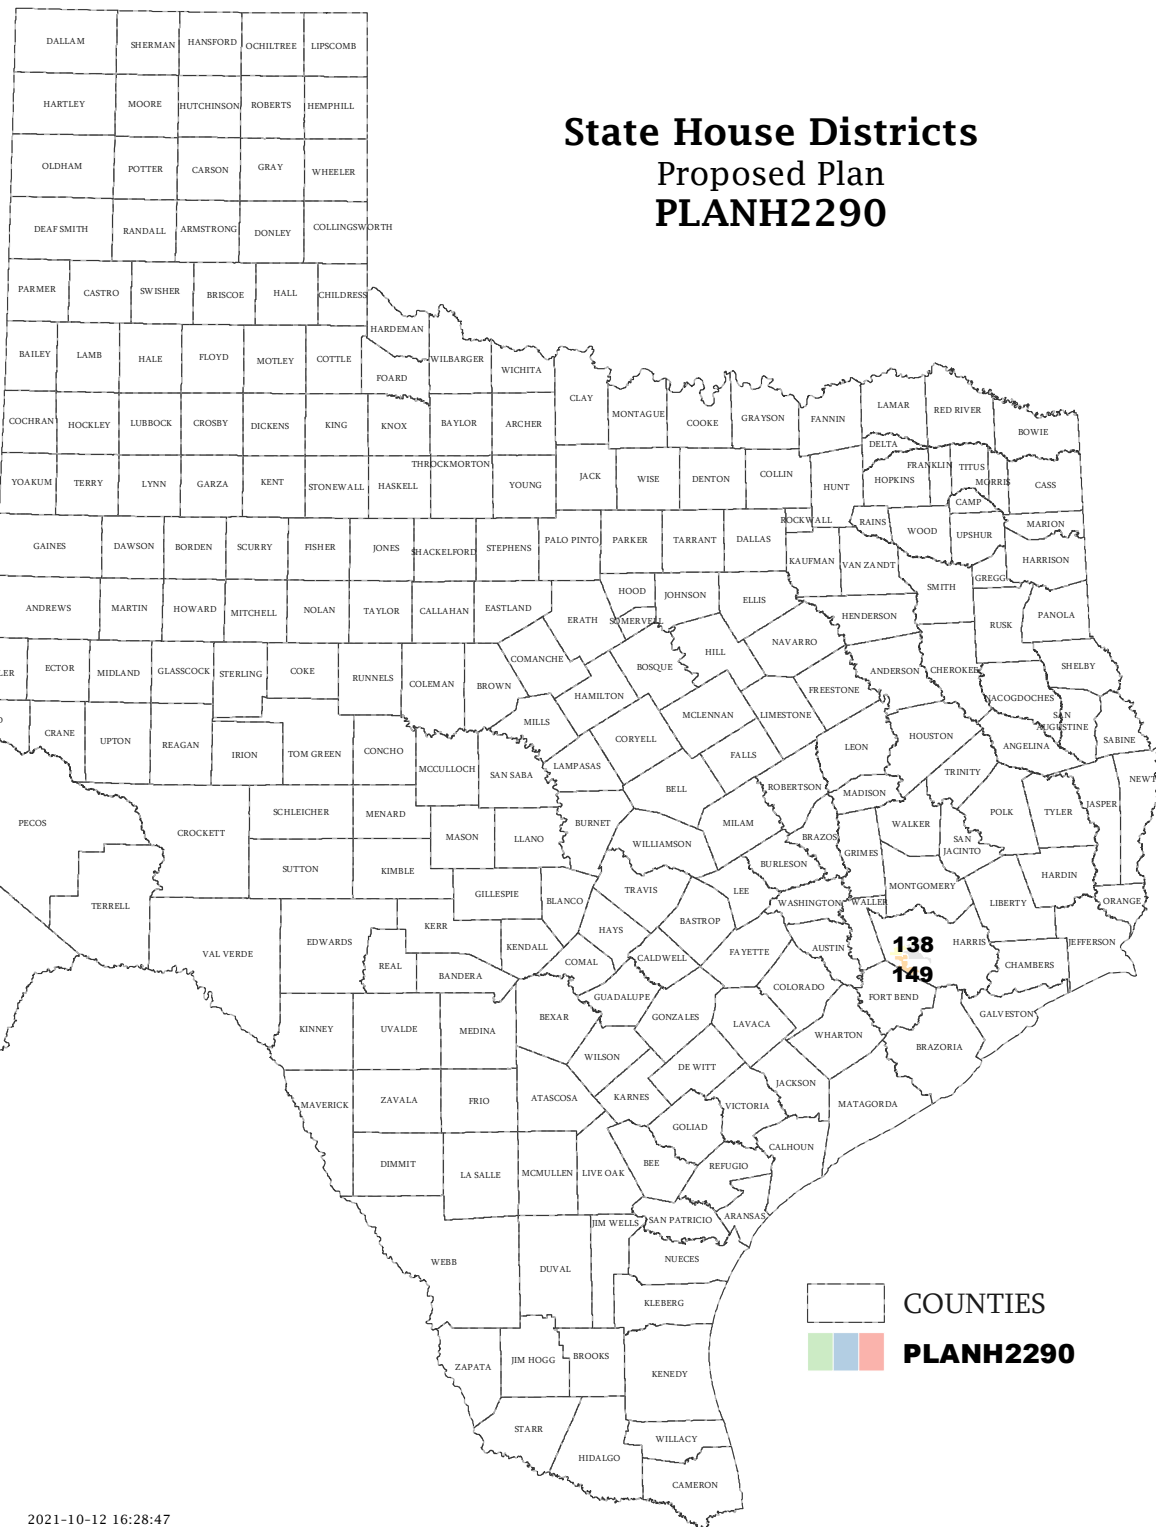 State House Districts
Proposed Plan
PLANH2290
DALLAM SHERMAN HANSFORD OCHILTREE LIPSCOMB
HARTLEY MOORE HUTCHINSON ROBERTS HEMPHILL
OLDHAM POTTER CARSON GRAY WHEELER
DEAF SMITH RANDALL ARMSTRONG DONLEY COLLINGSWORTH
PARMER CASTRO SWISHER BRISCOE HALL CHILDRESS
HARDEMAN
BAILEY LAMB HALE FLOYD MOTLEY COTTLE FOARD WILBARGER WICHITA
CLAY MONTAGUE COOKE GRAYSON FANNIN LAMAR RED RIVER BOWIE
COCHRAN HOCKLEY LUBBOCK CROSBY DICKENS KING KNOX BAYLOR ARCHER
DELTA
THROCKMORTON FRANKLIN TITUS
YOAKUM TERRY LYNN GARZA KENT STONEWALL HASKELL YOUNG JACK WISE DENTON COLLIN HUNT HOPKINS MORRIS CASS
CAMP
ROCKWALL RAINS WOOD UPSHUR MARION
GAINES DAWSON BORDEN SCURRY FISHER JONES SHACKELFORD STEPHENS PALO PINTO PARKER TARRANT DALLAS
KAUFMAN VAN ZANDT SMITH GREGG HARRISON
ANDREWS MARTIN HOWARD MITCHELL NOLAN TAYLOR CALLAHAN EASTLAND ERATH HOOD JOHNSON ELLIS
SOMERVELL HENDERSON RUSK PANOLA
LER ECTOR MIDLAND GLASSCOCK STERLING COKE RUNNELS COLEMAN BROWN COMANCHE BOSQUE HILL NAVARRO
ANDERSON CHEROKEE SHELBY
HAMILTON FREESTONE NACOGDOCHES
CRANE UPTON REAGAN IRION TOM GREEN CONCHO MILLS CORYELL MCLENNAN LIMESTONE
SAN
AUGUSTINE
HOUSTON ANGELINA SABINE
MCCULLOCH SAN SABA LAMPASAS FALLS LEON
TRINITY NEWT
BELL ROBERTSON MADISON
PECOS CROCKETT SCHLEICHER MENARD MASON LLANO BURNET WILLIAMSON MILAM BRAZOS WALKER POLK TYLER JASPER
SAN
JACINTO
GRIMES
SUTTON KIMBLE BURLESON HARDIN
MONTGOMERY
TERRELL GILLESPIE BLANCO TRAVIS LEE WASHINGTON WALLER LIBERTY ORANGE
VAL VERDE EDWARDS KERR KENDALL HAYS BASTROP FAYETTE AUSTIN
138
HARRIS JEFFERSON
REAL BANDERA COMAL CALDWELL
149
CHAMBERS
COLORADO FORT BEND
GUADALUPE
KINNEY UVALDE MEDINA BEXAR GONZALES LAVACA WHARTON GALVESTON
BRAZORIA
WILSON DE WITT
MAVERICK ZAVALA FRIO ATASCOSA KARNES VICTORIA JACKSON MATAGORDA
GOLIAD
DIMMIT LA SALLE MCMULLEN LIVE OAK BEE REFUGIO CALHOUN
JIM WELLS SAN PATRICIO ARANSAS
WEBB DUVAL NUECES
KLEBERG
ZAPATA JIM HOGG BROOKS KENEDY
STARR HIDALGO WILLACY
CAMERON
COUNTIES
PLANH2290
2021-10-12 16:28:47